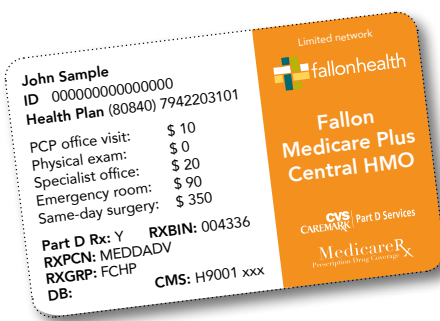 John Sample
ID 000000000000000
Health Plan (80840) 7942203101
PCP office visit: $ 10
Physical exam: $ 0
Specialist office: $ 20
Emergency room: $ 90
Same-day surgery: $ 350
Part D Rx: Y RXBIN: 004336
RXPCN: MEDDADV
RXGRP: FCHP
DB: CMS: H9001 xxx
Limited network
fallonhealth
Fallon
Medicare Plus
Central HMO
CVS
CAREMARK Part D Services
MedicareRx
Prescription Drug Coverage